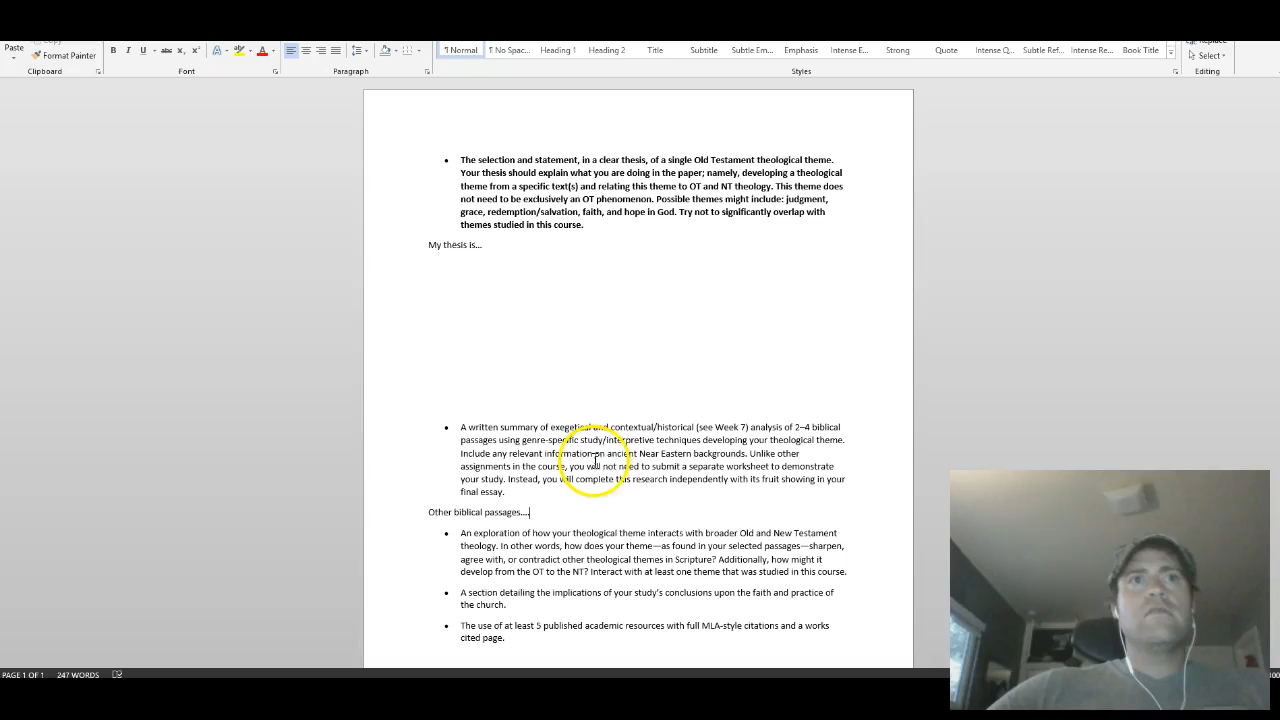 Paste
Format Painter
Clipboard
B I U abc x₂ x² A A
Font
Paragraph
¶ Normal ¶ No Spac... Heading 1 Heading 2 Title Subtitle Subtle Em... Emphasis Intense E... Strong Quote Intense Q... Subtle Ref... Intense Re... Book Title
Styles
Select
Editing
• The selection and statement, in a clear thesis, of a single Old Testament theological theme.
Your thesis should explain what you are doing in the paper; namely, developing a theological
theme from a specific text(s) and relating this theme to OT and NT theology. This theme does
not need to be exclusively an OT phenomenon. Possible themes might include: judgment,
grace, redemption/salvation, faith, and hope in God. Try not to significantly overlap with
themes studied in this course.
My thesis is...
• A written summary of exegetical and contextual/historical (see Week 7) analysis of 2–4 biblical
passages using genre-specific study/interpretive techniques developing your theological theme.
Include any relevant information on ancient Near Eastern backgrounds. Unlike other
assignments in the course, you will not need to submit a separate worksheet to demonstrate
your study. Instead, you will complete this research independently with its fruit showing in your
final essay.
Other biblical passages....
• An exploration of how your theological theme interacts with broader Old and New Testament
theology. In other words, how does your theme—as found in your selected passages—sharpen,
agree with, or contradict other theological themes in Scripture? Additionally, how might it
develop from the OT to the NT? Interact with at least one theme that was studied in this course.
• A section detailing the implications of your study's conclusions upon the faith and practice of
the church.
• The use of at least 5 published academic resources with full MLA-style citations and a works
cited page.
PAGE 1 OF 1 247 WORDS